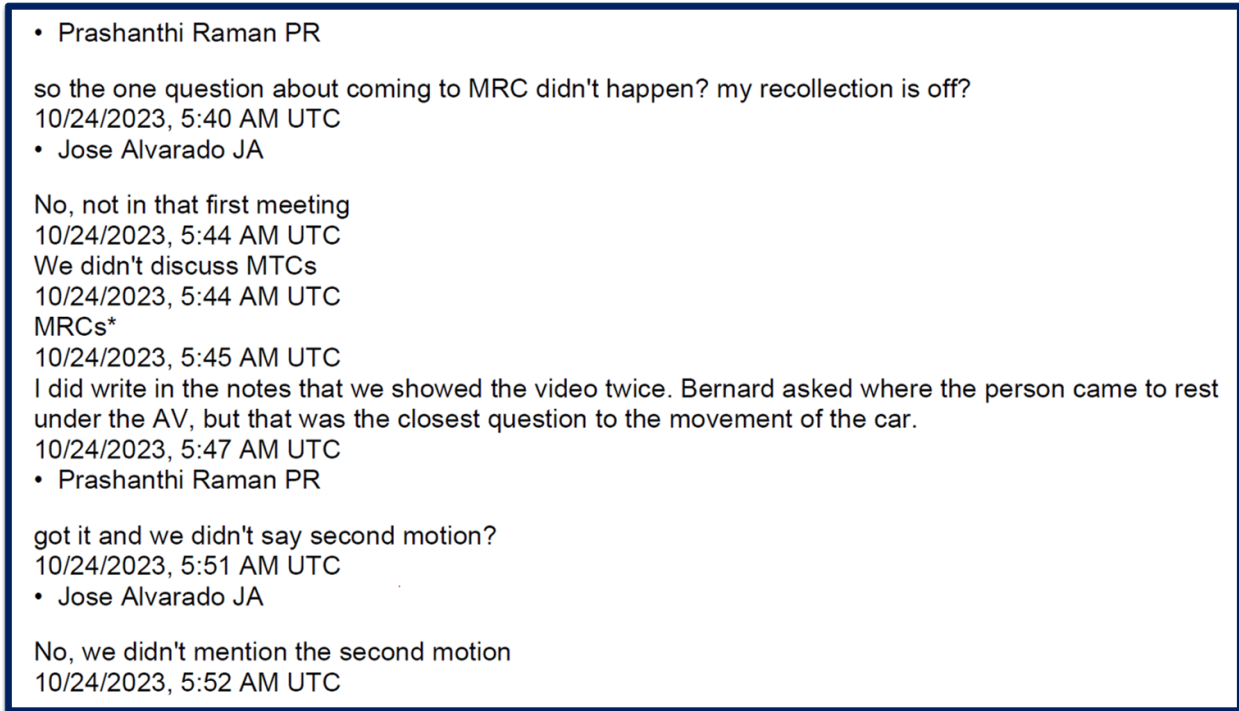 • Prashanthi Raman PR
so the one question about coming to MRC didn't happen? my recollection is off?
10/24/2023, 5:40 AM UTC
• Jose Alvarado JA
No, not in that first meeting
10/24/2023, 5:44 AM UTC
We didn't discuss MTCs
10/24/2023, 5:44 AM UTC
MRCs*
10/24/2023, 5:45 AM UTC
I did write in the notes that we showed the video twice. Bernard asked where the person came to rest
under the AV, but that was the closest question to the movement of the car.
10/24/2023, 5:47 AM UTC
• Prashanthi Raman PR
got it and we didn't say second motion?
10/24/2023, 5:51 AM UTC
• Jose Alvarado JA
No, we didn't mention the second motion
10/24/2023, 5:52 AM UTC